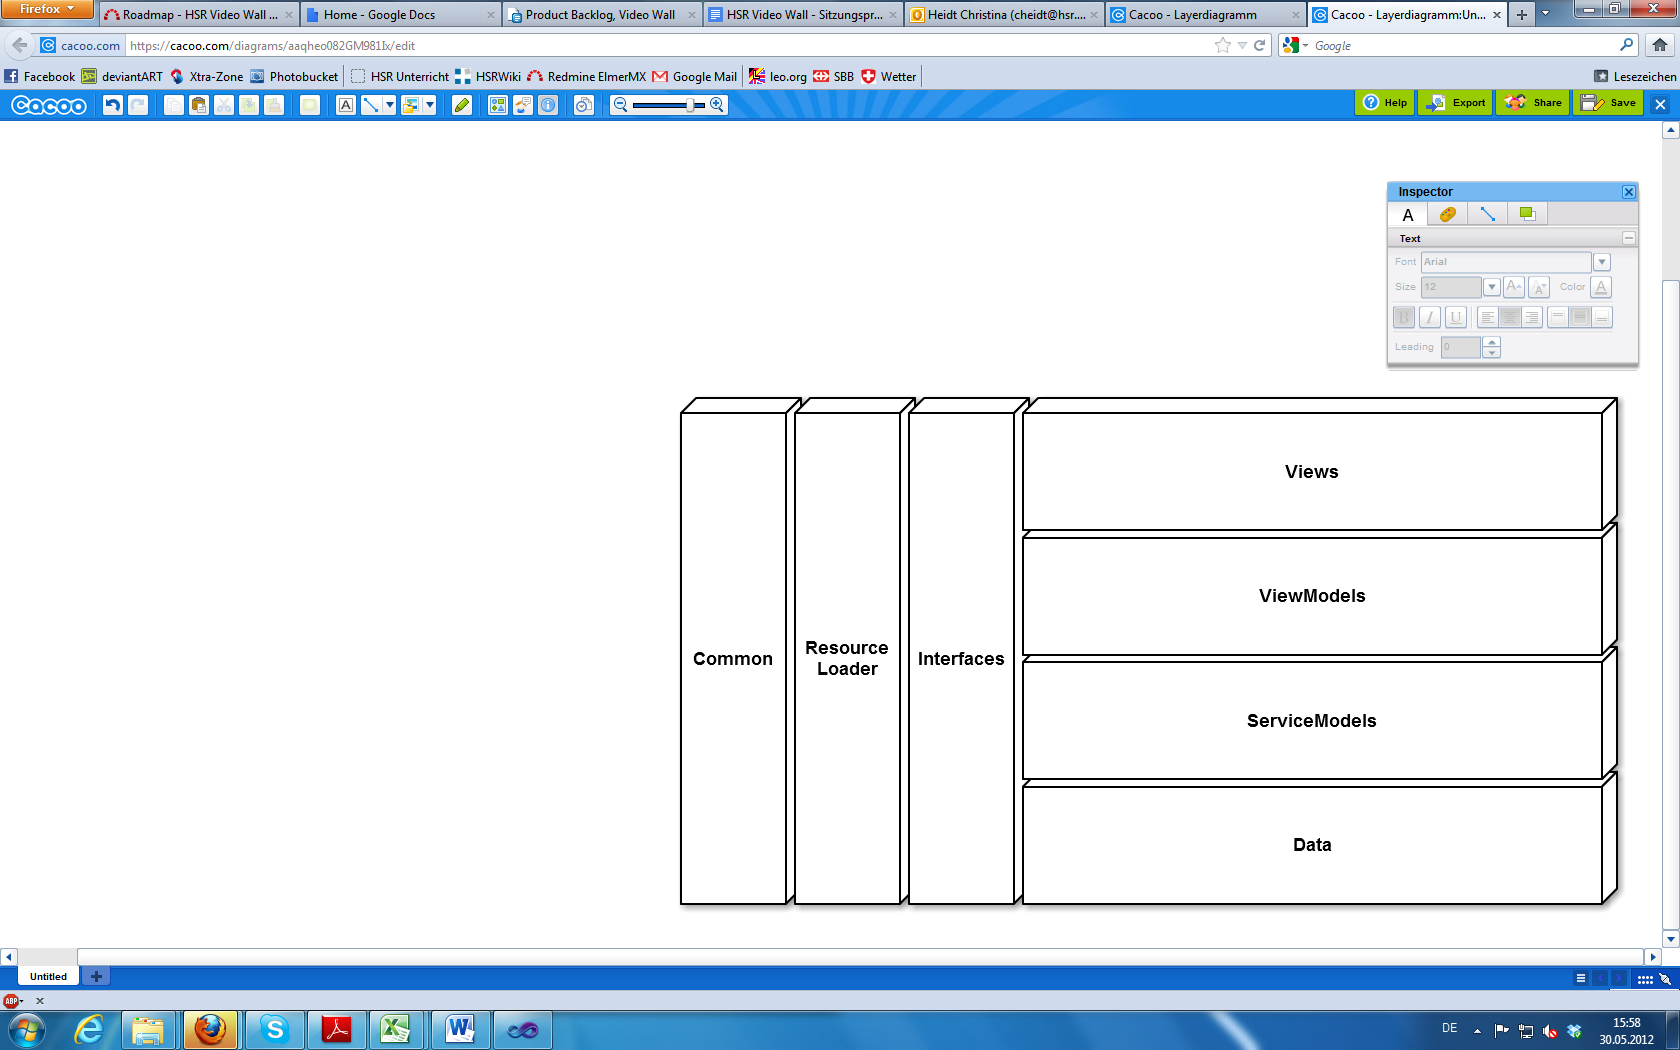 Firefox
Roadmap - HSR Video Wall ...
Home - Google Docs
Product Backlog, Video Wall
HSR Video Wall - Sitzungspr...
Heidt Christina (cheidt@hsr....
Cacoo - Layerdiagramm
Cacoo - Layerdiagramm:Un...
cacoo.com
https://cacoo.com/diagrams/aaqheo082GM981Ix/edit
Google
Facebook
deviantART
Xtra-Zone
Photobucket
HSR Unterricht
HSRWiki
Redmine ElmerMX
Google Mail
leo.org
SBB
Wetter
Lesezeichen
Cacoo
Help
Export
Share
Save
Inspector
A
Text
Font
Arial
Size
12
Color
B I U
Leading
0
Views
ViewModels
Common
Resource
Loader
Interfaces
ServiceModels
Data
Untitled
ABP
DE
15:58
30.05.2012